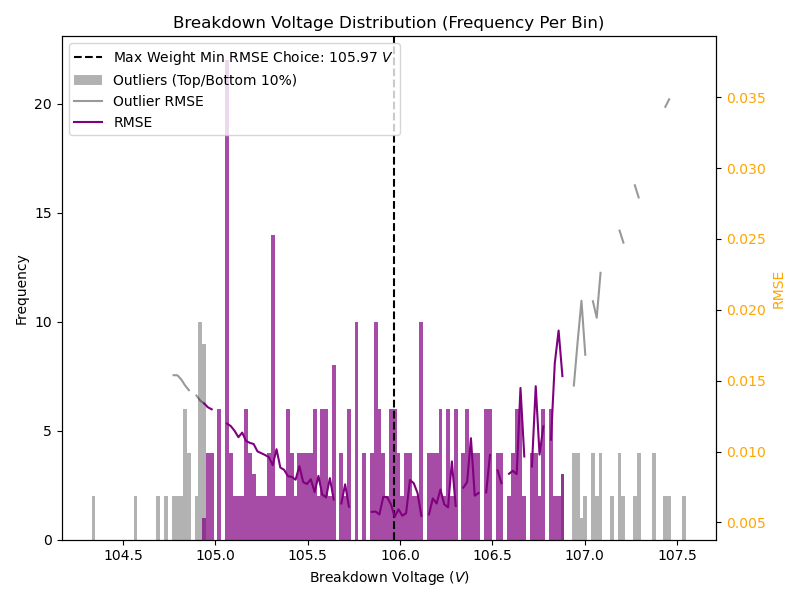 Breakdown Voltage Distribution (Frequency Per Bin)
Max Weight Min RMSE Choice: 105.97 V
Outliers (Top/Bottom 10%)
Outlier RMSE
RMSE
Frequency
20
15
10
5
0
0.035
0.030
0.025
0.020
0.015
0.010
0.005
RMSE
104.5 105.0 105.5 106.0 106.5 107.0 107.5
Breakdown Voltage (V)